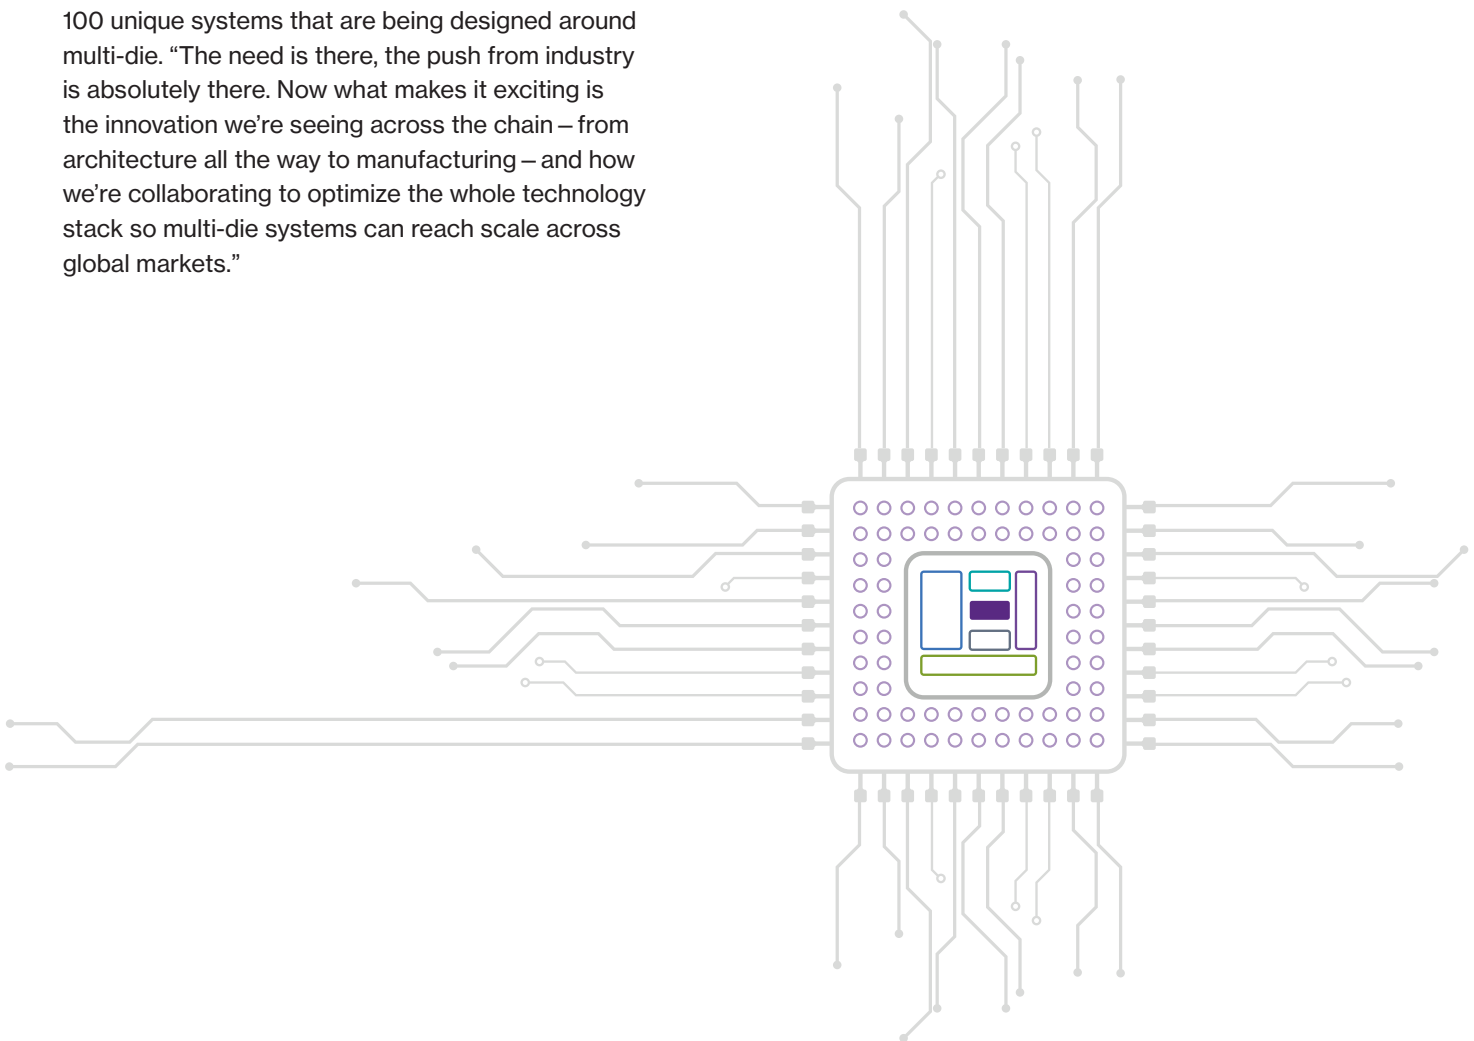 100 unique systems that are being designed around
multi-die. “The need is there, the push from industry
is absolutely there. Now what makes it exciting is
the innovation we’re seeing across the chain – from
architecture all the way to manufacturing – and how
we’re collaborating to optimize the whole technology
stack so multi-die systems can reach scale across
global markets.”